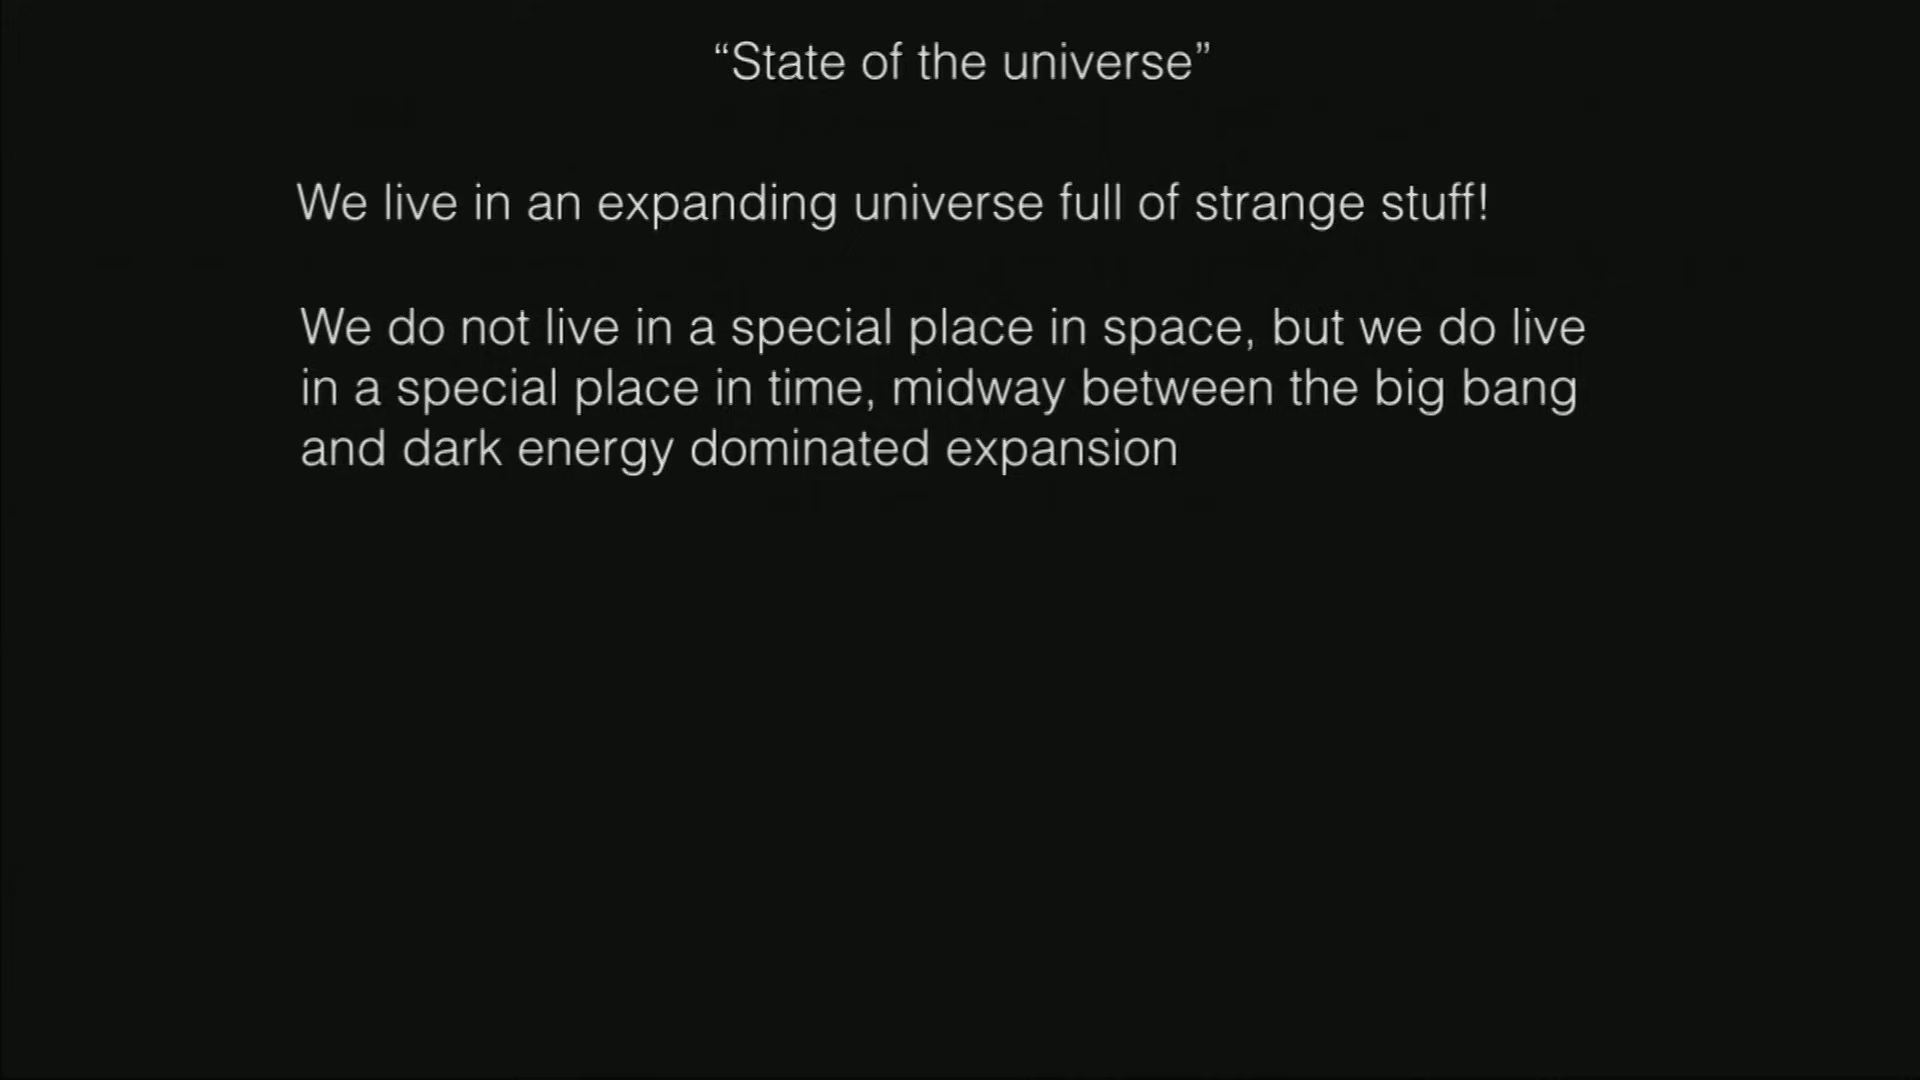 “State of the universe”
We live in an expanding universe full of strange stuff!
We do not live in a special place in space, but we do live
in a special place in time, midway between the big bang
and dark energy dominated expansion